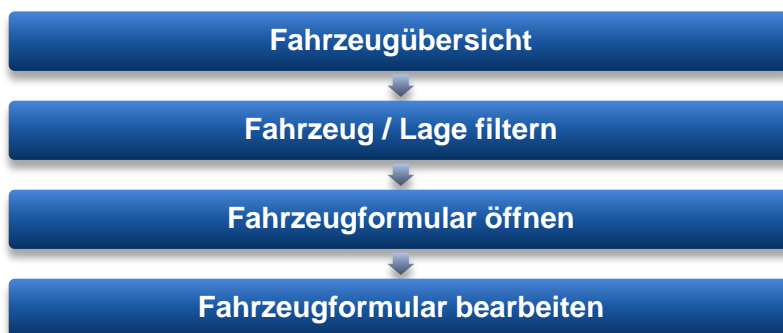 Fahrzeugübersicht
Fahrzeug / Lage filtern
Fahrzeugformular öffnen
Fahrzeugformular bearbeiten